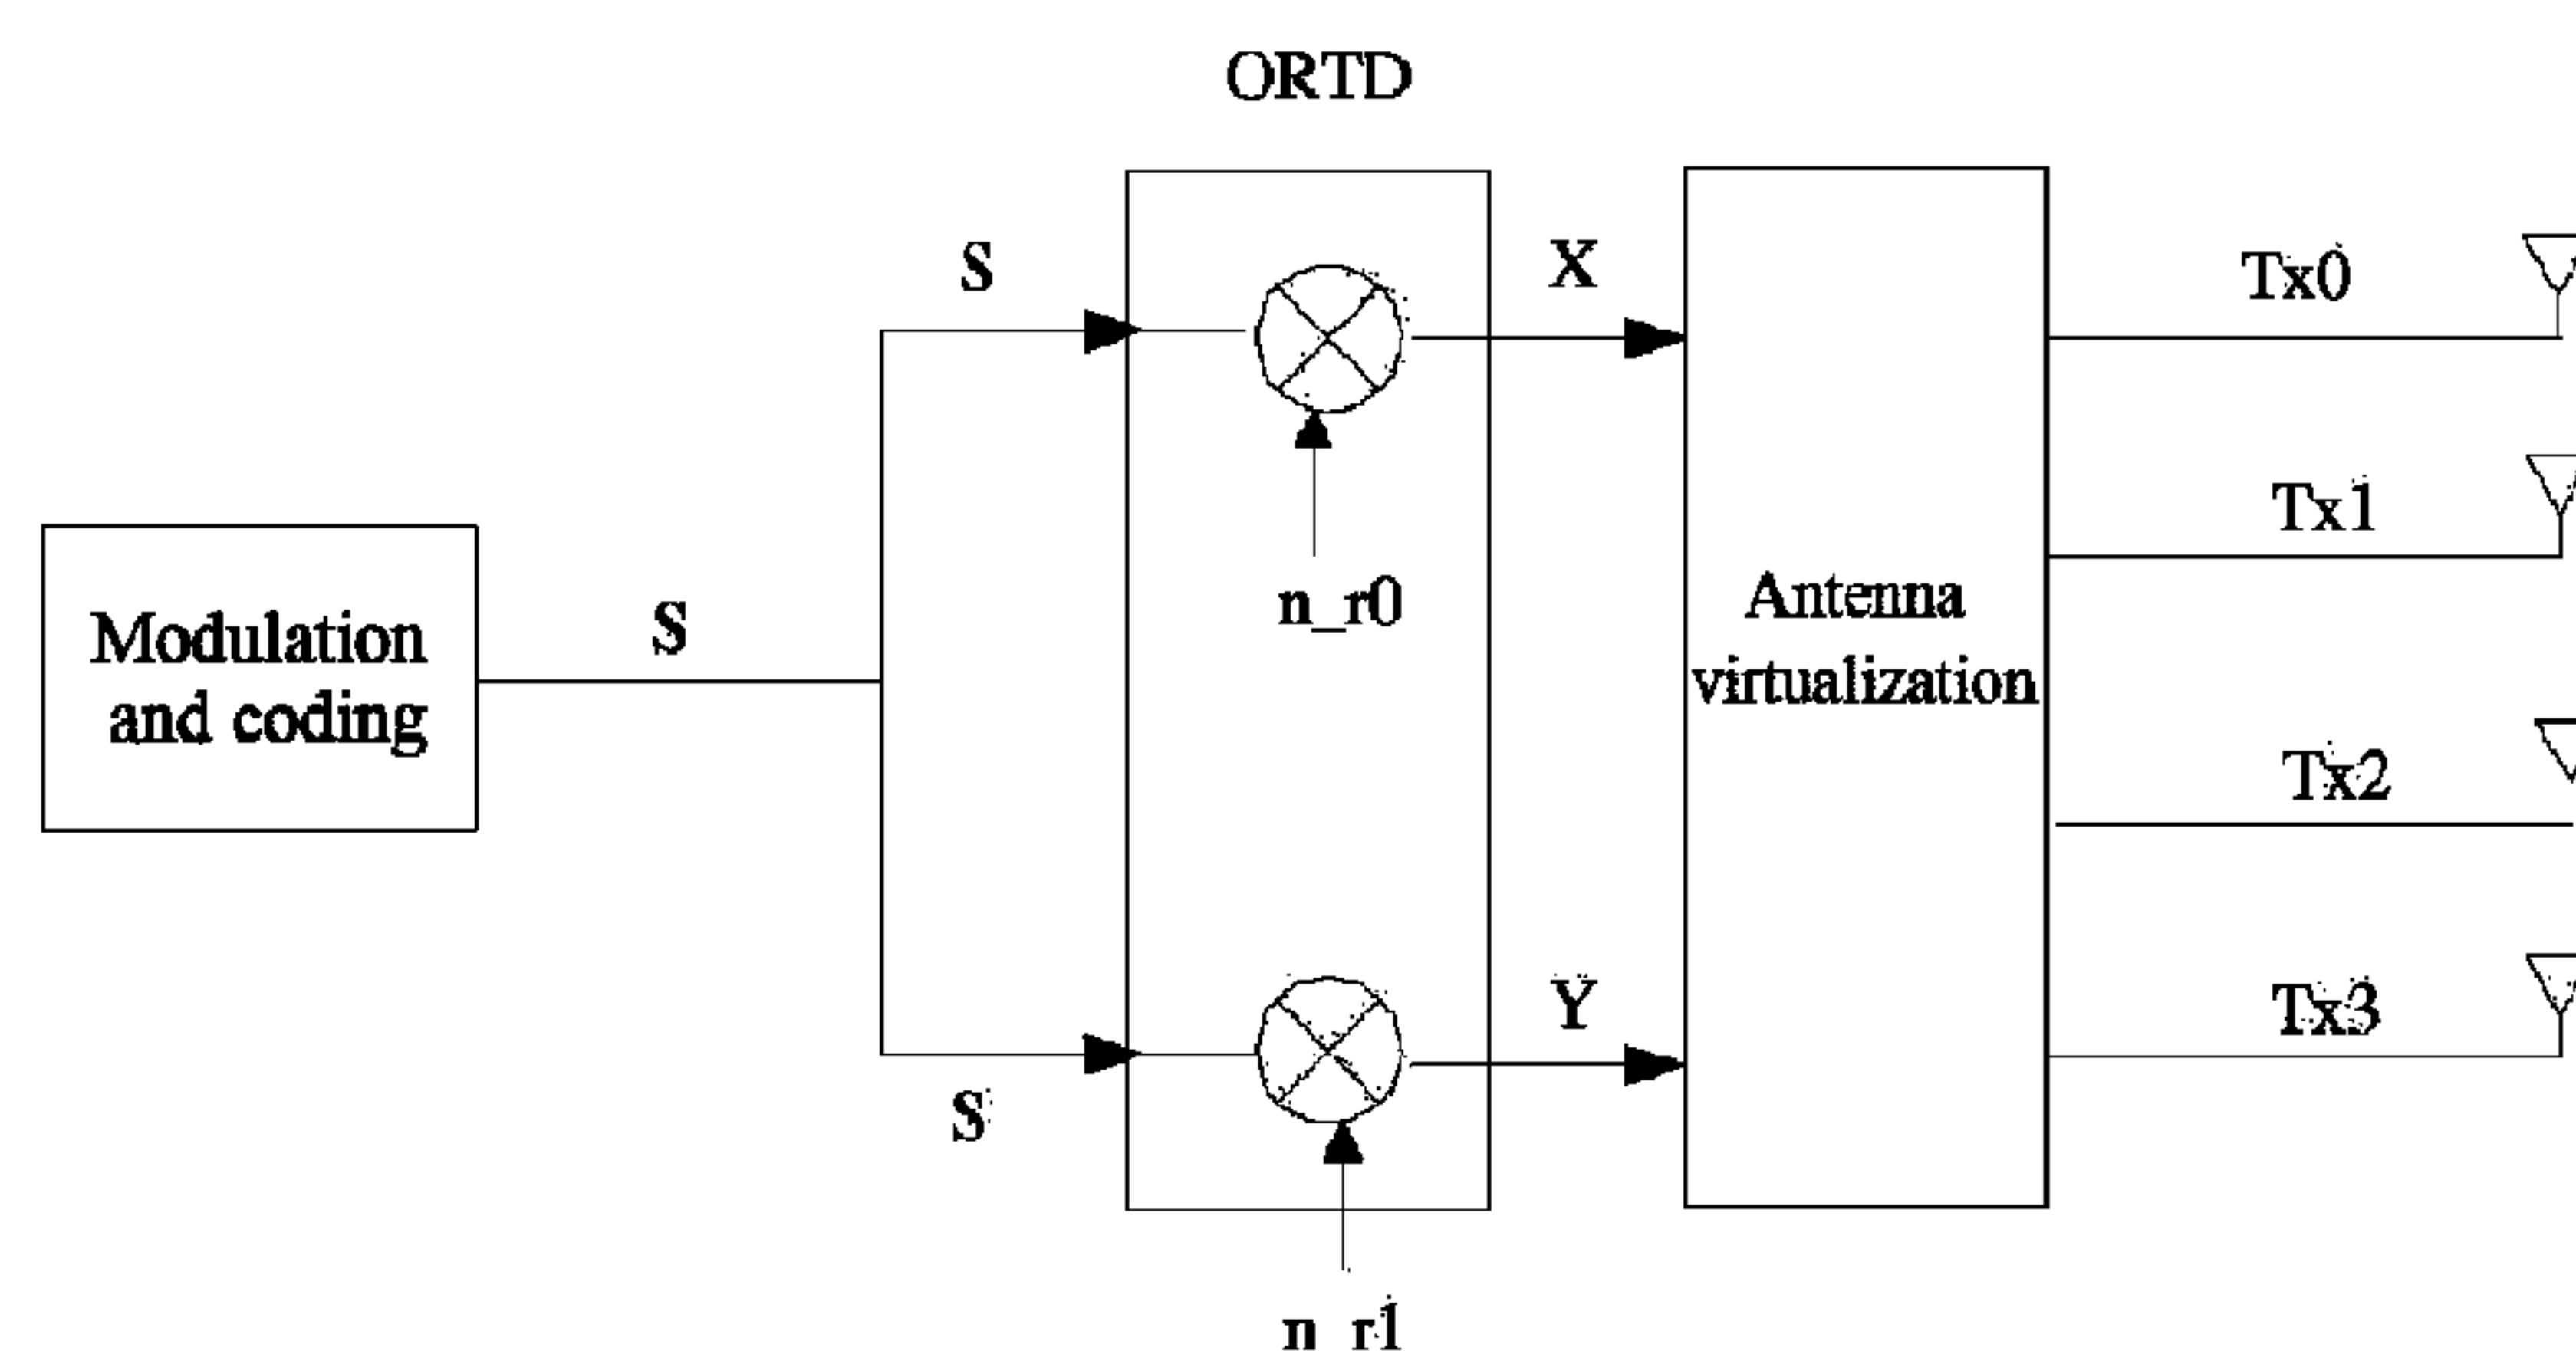 ORTD
S
X
Tx0
Tx1
n_r0
Antenna
virtualization
Modulation
and coding
S
Tx2
Y
Tx3
S
n_r1